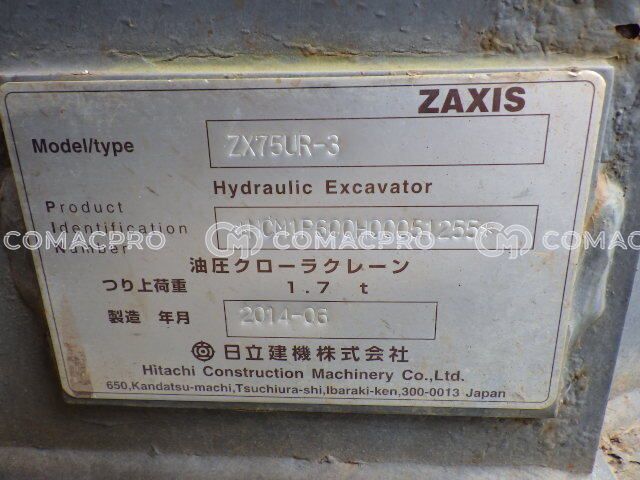 ZAXIS
Model/type ZX75UR-3
Hydraulic Excavator
Product
Identification
Number
油圧クローラクレーン
つり上荷重 1.7 t
製造 年月 2014-06
日立建機株式会社
Hitachi Construction Machinery Co.,Ltd.
650,Kandatsu-machi,Tsuchiura-shi,Ibaraki-ken,300-0013 Japan
COMACPRO COMACPRO COMACPRO